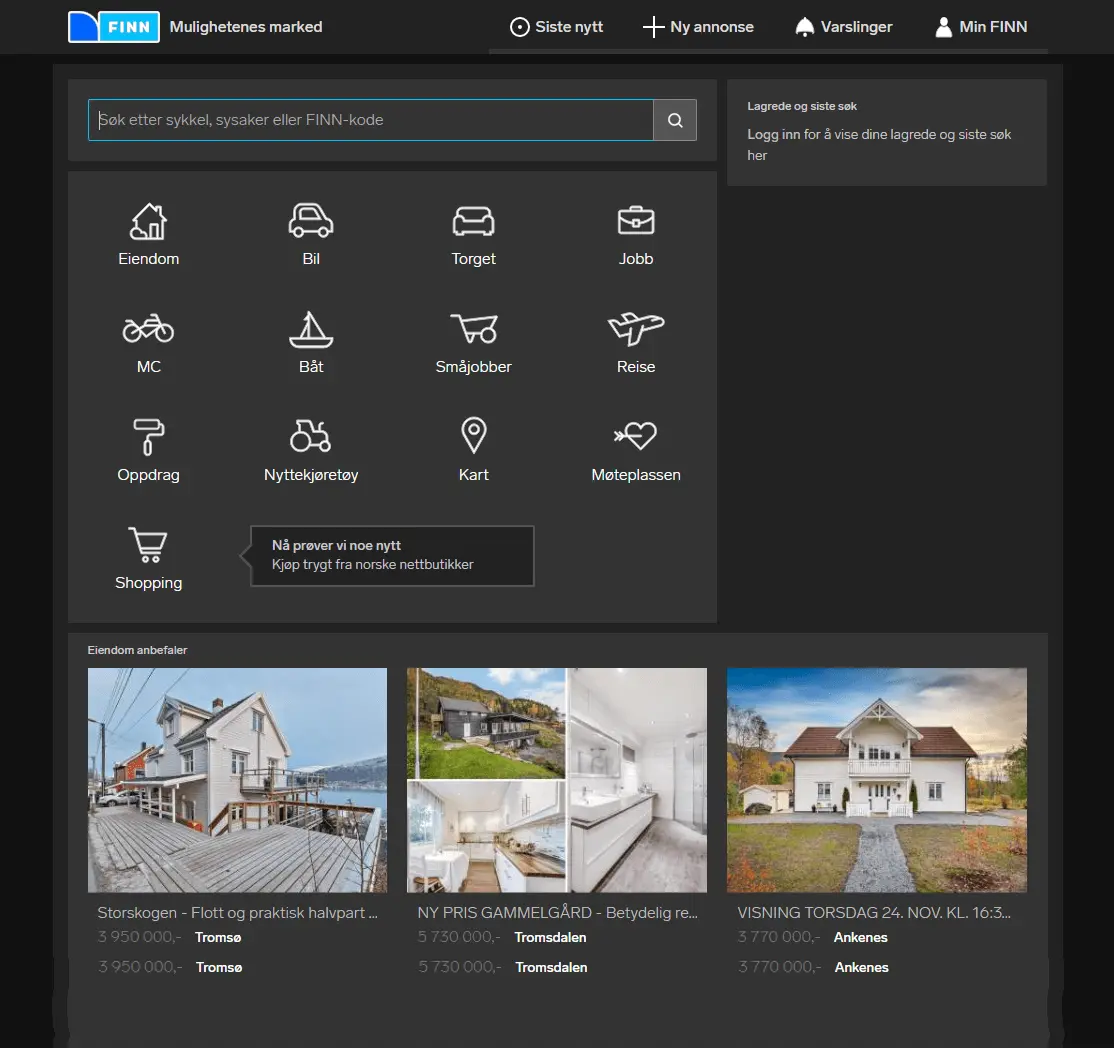 FINN Mulighetenes marked Siste nytt Ny annonse Varslinger Min FINN
Søk etter sykkel, sysaker eller FINN-kode
Lagrede og siste søk
Logg inn for å vise dine lagrede og siste søk
her
Eiendom Bil Torget Jobb
MC Båt Småjobber Reise
Oppdrag Nyttekjøretøy Kart Møteplassen
Shopping
Nå prøver vi noe nytt
Kjøp trygt fra norske nettbutikker
Eiendom anbefaler
Storskogen - Flott og praktisk halvpart ...
3 950 000,- Tromsø
3 950 000,- Tromsø
NY PRIS GAMMELGÅRD - Betydelig re...
5 730 000,- Tromsdalen
5 730 000,- Tromsdalen
VISNING TORSDAG 24. NOV. KL. 16:3...
3 770 000,- Ankenes
3 770 000,- Ankenes